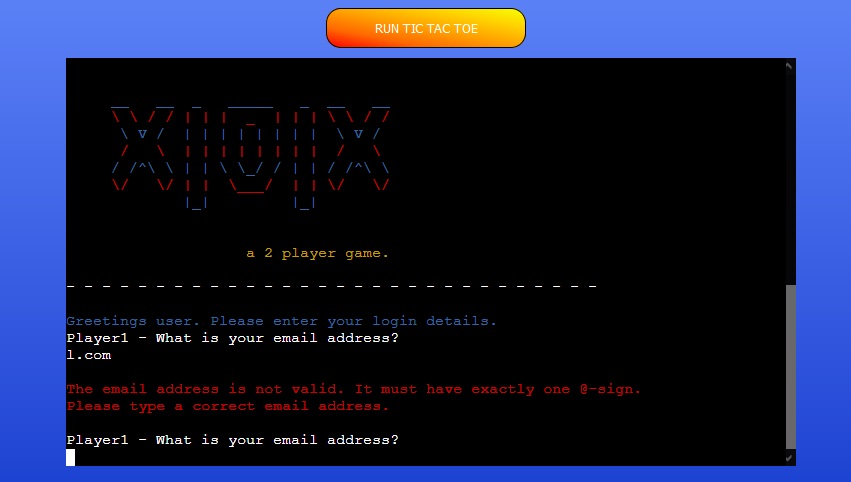 RUN TIC TAC TOE
X|O|X
a 2 player game.
- - - - - - - - - - - - - - - - - - - - - - - - - - - - - -
Greetings user. Please enter your login details.
Player1 - What is your email address?
l.com
The email address is not valid. It must have exactly one @-sign.
Please type a correct email address.
Player1 - What is your email address?